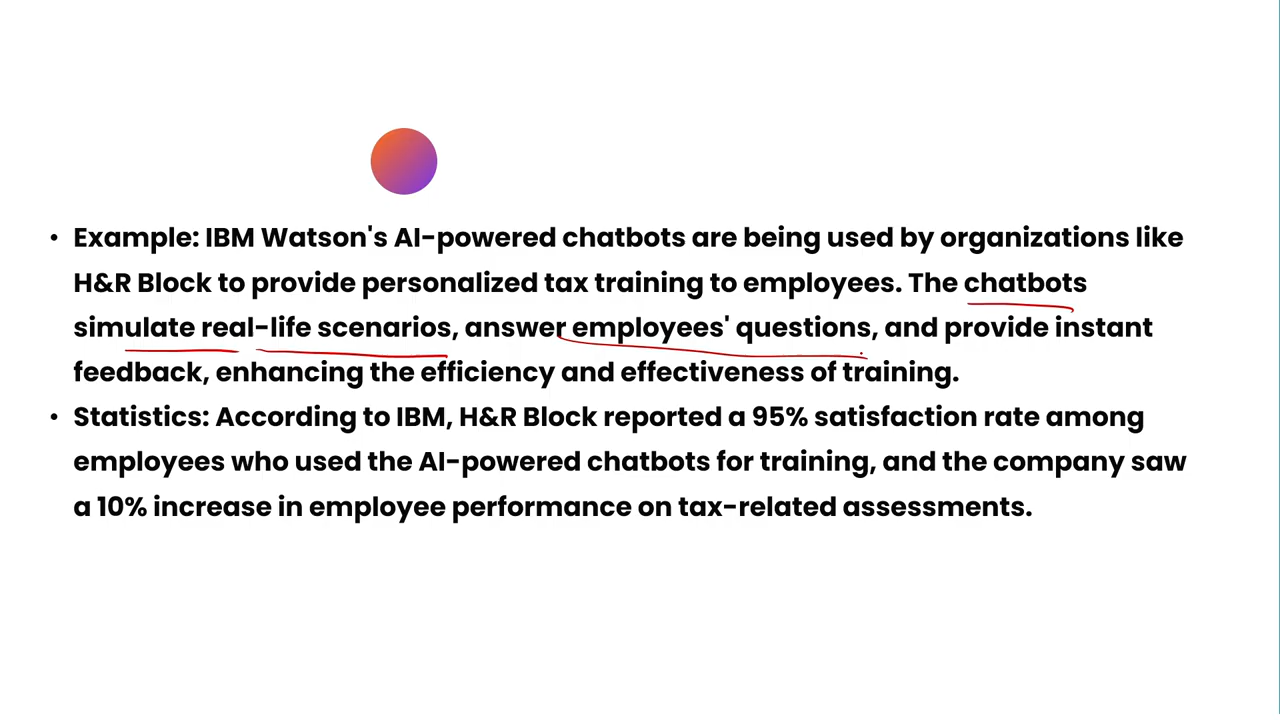 • Example: IBM Watson's AI-powered chatbots are being used by organizations like
H&R Block to provide personalized tax training to employees. The chatbots
simulate real-life scenarios, answer employees' questions, and provide instant
feedback, enhancing the efficiency and effectiveness of training.
• Statistics: According to IBM, H&R Block reported a 95% satisfaction rate among
employees who used the AI-powered chatbots for training, and the company saw
a 10% increase in employee performance on tax-related assessments.